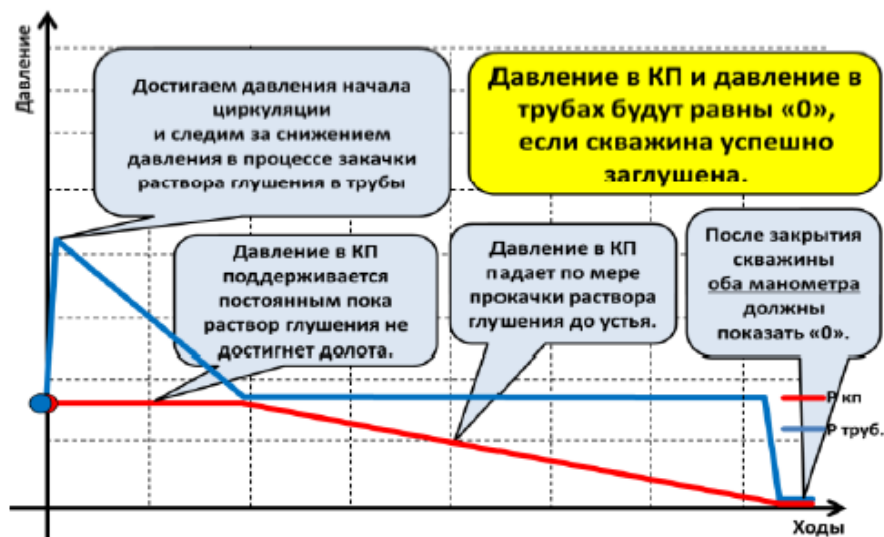 Давление
Достигаем давления начала
циркуляции
и следим за снижением
давления в процессе закачки
раствора глушения в трубы
Давление в КП и давление в
трубах будут равны «0»,
если скважина успешно
заглушена.
Давление в КП
поддерживается
постоянным пока
раствор глушения не
достигнет долота.
Давление в КП
падает по мере
прокачки раствора
глушения до устья.
После закрытия
скважины
оба манометра
должны
показать «0».
Р кп
Р труб.
Ходы